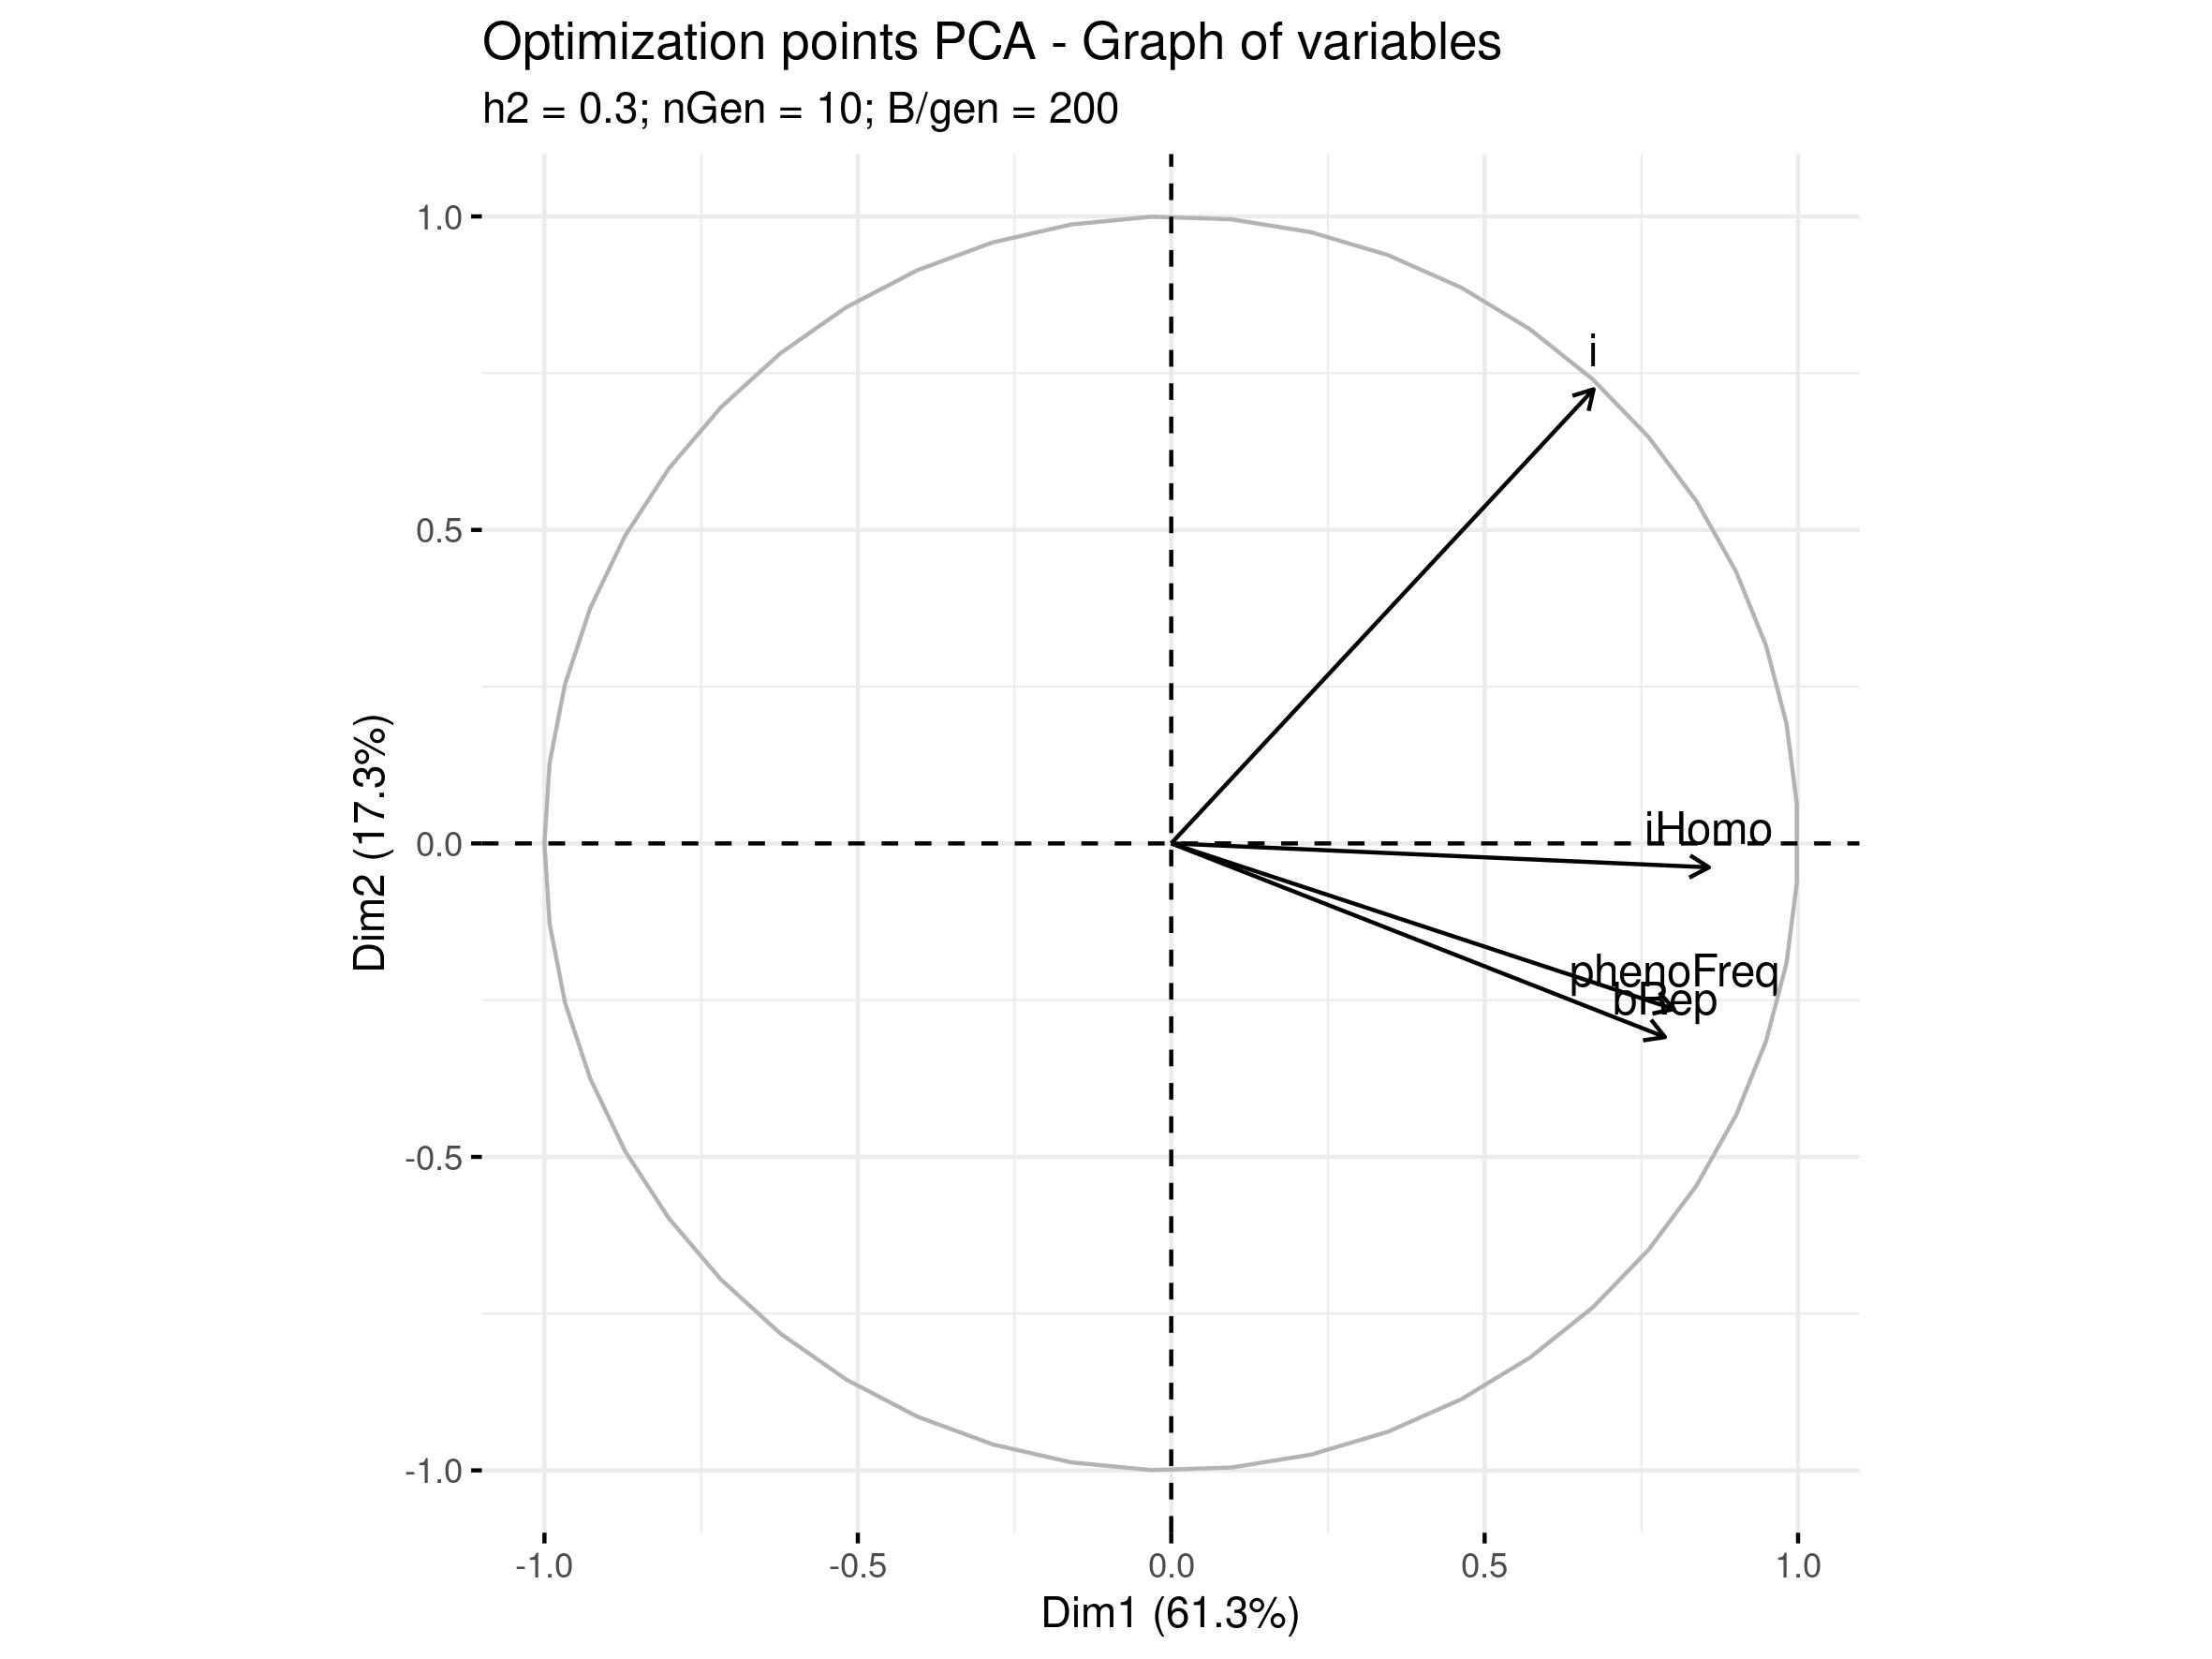 Optimization points PCA - Graph of variables
h2 = 0.3; nGen = 10; B/gen = 200
1.0
0.5
0.0
-0.5
-1.0
Dim2 (17.3%)
i
iHomo
phenoFreq
bRep
-1.0
-0.5
0.0
0.5
1.0
Dim1 (61.3%)